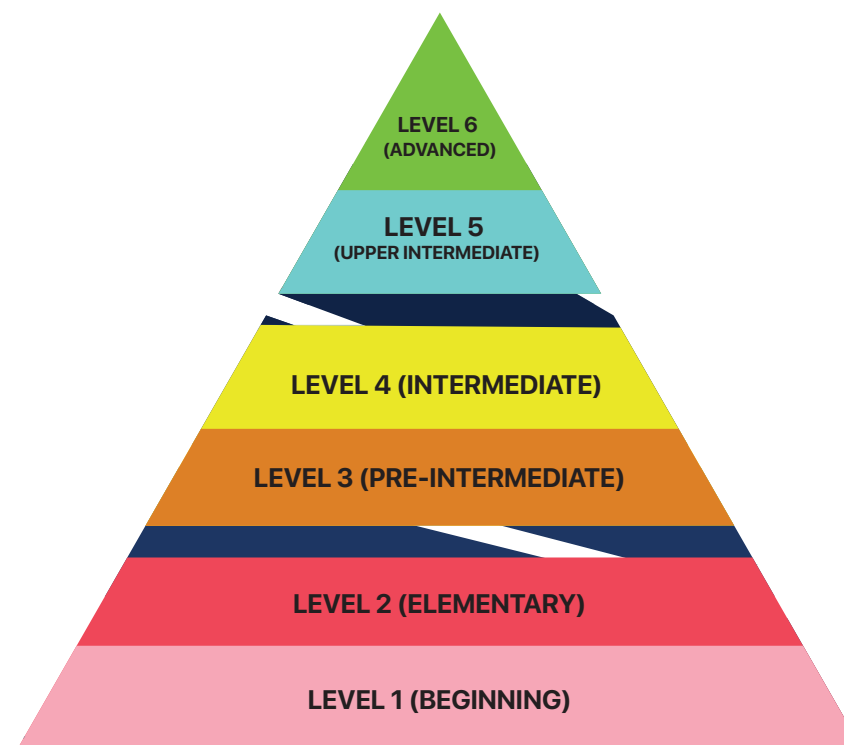 LEVEL 6
(ADVANCED)
LEVEL 5
(UPPER INTERMEDIATE)
LEVEL 4 (INTERMEDIATE)
LEVEL 3 (PRE-INTERMEDIATE)
LEVEL 2 (ELEMENTARY)
LEVEL 1 (BEGINNING)